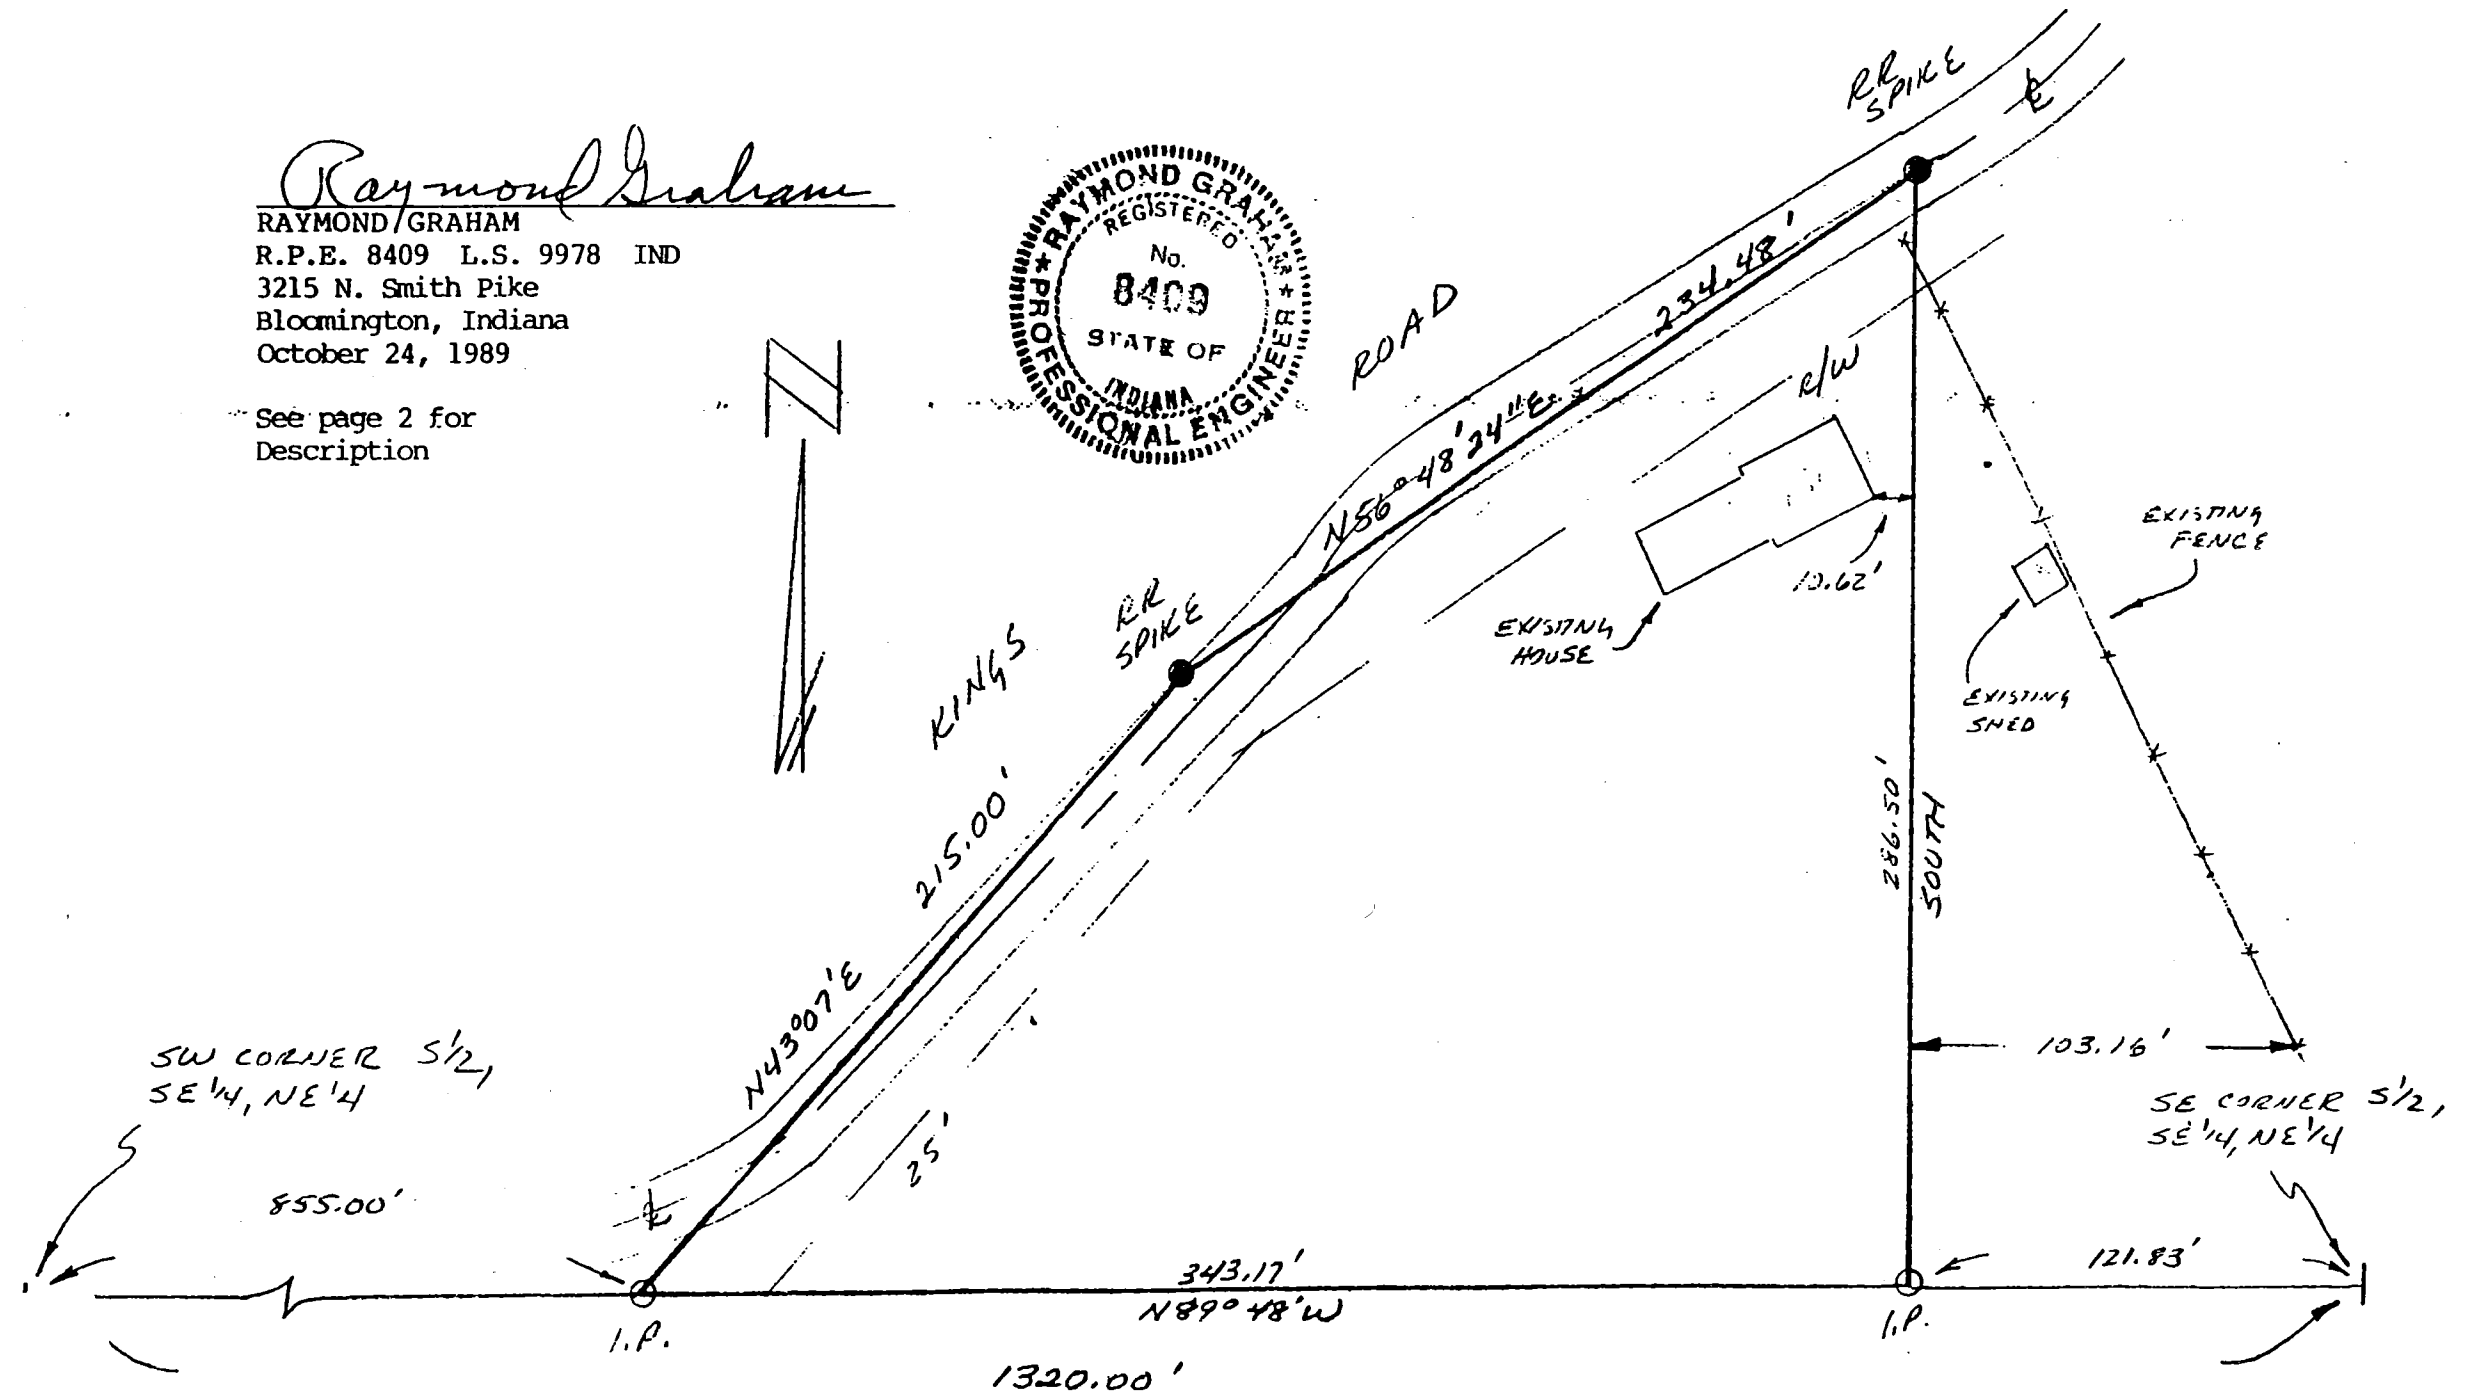 Raymond Graham
RAYMOND GRAHAM
R.P.E. 8409 L.S. 9978 IND
3215 N. Smith Pike
Bloomington, Indiana
October 24, 1989
See page 2 for
Description
N
★ RAYMOND GRAHAM ★
PROFESSIONAL ENGINEER
REGISTERED
No.
8409
STATE OF
INDIANA
RR
SPIKE
℄
234.48'
N56°48'24"E
ROAD
R/W
EXISTING
FENCE
10.62'
EXISTING
HOUSE
EXISTING
SHED
RR
SPIKE
KINGS
215.00'
N43°07'E
286.50'
SOUTH
103.16'
SW CORNER S1/2,
SE1/4, NE1/4
SE CORNER S1/2,
SE1/4, NE1/4
25'
855.00'
℄
343.17'
N89°48'W
121.83'
I.P.
I.P.
1320.00'